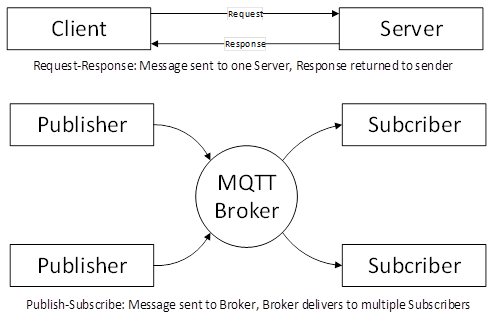 Client
Request
Server
Response
Request-Response: Message sent to one Server, Response returned to sender
Publisher
Subcriber
MQTT
Broker
Publisher
Subcriber
Publish-Subscribe: Message sent to Broker, Broker delivers to multiple Subscribers